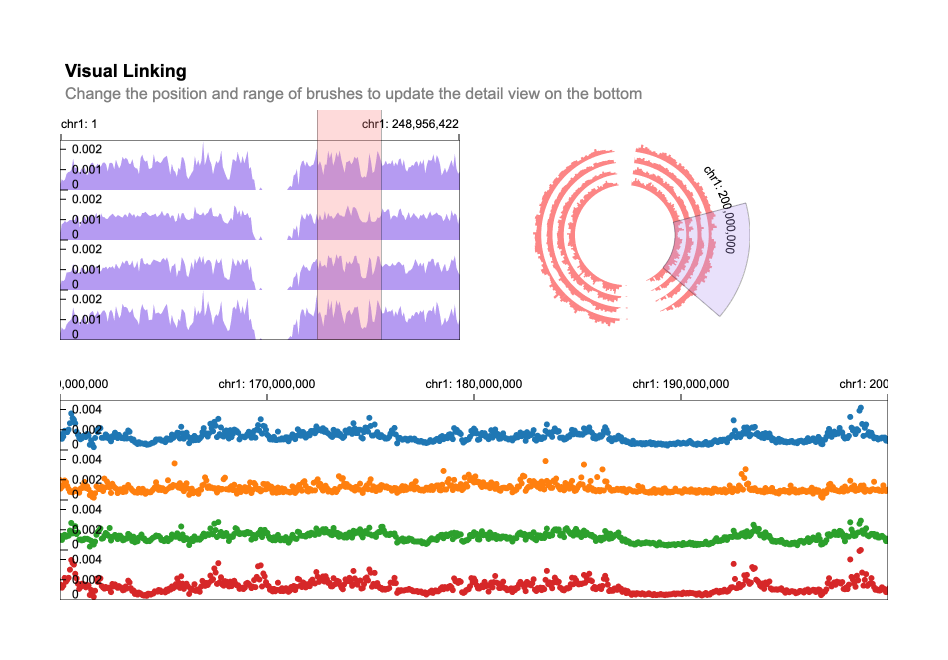 Visual Linking
Change the position and range of brushes to update the detail view on the bottom
chr1: 1
chr1: 248,956,422
0.002
0.001
0
0.002
0.001
0
0.002
0.001
0
0.002
0.001
0
chr1: 200,000,000
0,000,000
chr1: 170,000,000
chr1: 180,000,000
chr1: 190,000,000
chr1: 200
0.004
0.002
0
0.004
0.002
0
0.004
0.002
0
0.004
0.002
0